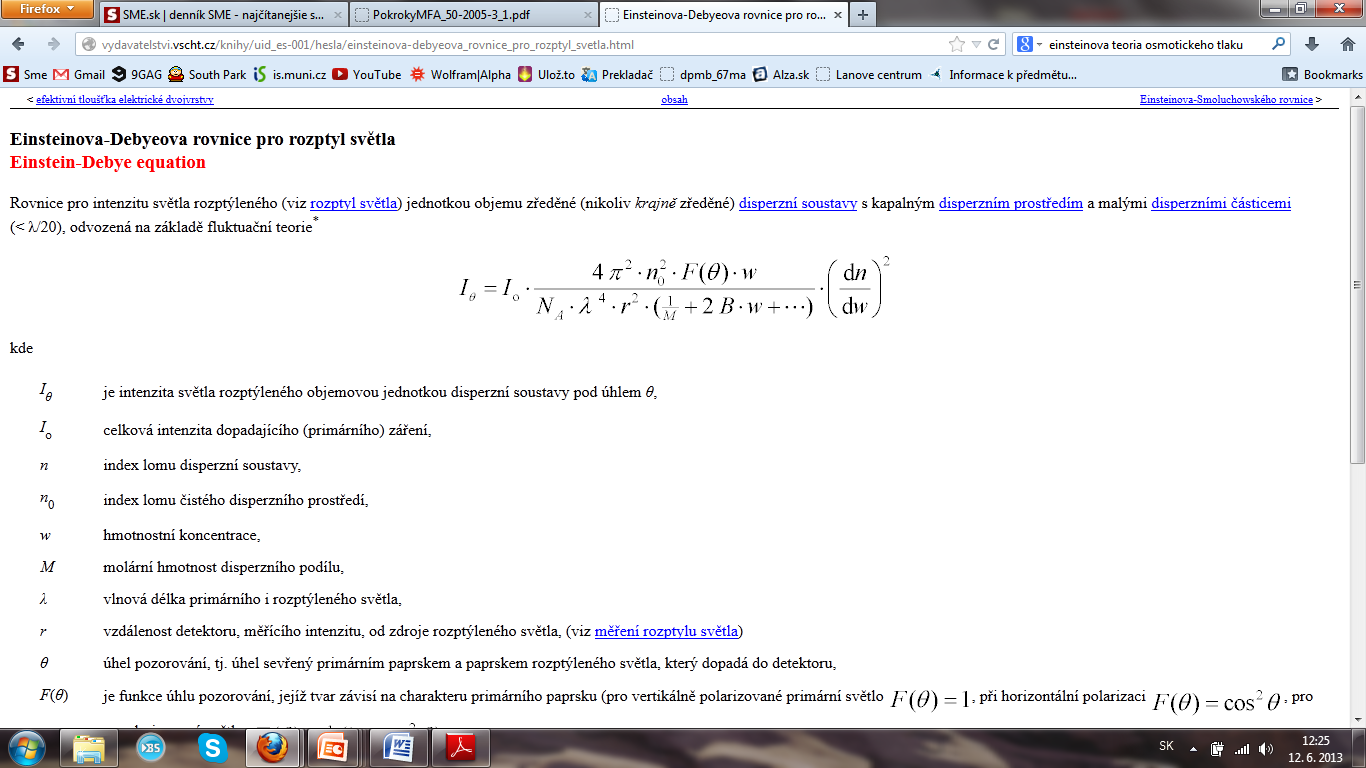 Firefox
SME.sk | denník SME - najčítanejšie s...
PokrokyMFA_50-2005-3_1.pdf
Einsteinova-Debyeova rovnice pro ro...
vydavatelstvi.vscht.cz/knihy/uid_es-001/hesla/einsteinova-debyeova_rovnice_pro_rozptyl_svetla.html
einsteinova teoria osmotickeho tlaku
Sme Gmail 9GAG South Park is.muni.cz YouTube Wolfram|Alpha Ulož.to Prekladač dpmb_67ma Alza.sk Lanove centrum Informace k předmětu... Bookmarks
< efektivní tloušťka elektrické dvojvrstvy obsah Einsteinova-Smoluchowského rovnice >
Einsteinova-Debyeova rovnice pro rozptyl světla
Einstein-Debye equation
Rovnice pro intenzitu světla rozptýleného (viz rozptyl světla) jednotkou objemu zředěné (nikoliv krajně zředěné) disperzní soustavy s kapalným disperzním prostředím a malými disperzními částicemi
(< λ/20), odvozená na základě fluktuační teorie*
I_θ = I_o · (4 π² · n₀² · F(θ) · w) / (N_A · λ⁴ · r² · (1/M + 2 B · w + ···)) · (dn/dw)²
kde
I_θ je intenzita světla rozptýleného objemovou jednotkou disperzní soustavy pod úhlem θ,
I_o celková intenzita dopadajícího (primárního) záření,
n index lomu disperzní soustavy,
n₀ index lomu čistého disperzního prostředí,
w hmotnostní koncentrace,
M molární hmotnost disperzního podílu,
λ vlnová délka primárního i rozptýleného světla,
r vzdálenost detektoru, měřícího intenzitu, od zdroje rozptýleného světla, (viz měření rozptylu světla)
θ úhel pozorování, tj. úhel sevřený primárním paprskem a paprskem rozptýleného světla, který dopadá do detektoru,
F(θ) je funkce úhlu pozorování, jejíž tvar závisí na charakteru primárního paprsku (pro vertikálně polarizované primární světlo F(θ) = 1, při horizontální polarizaci F(θ) = cos² θ, pro
SK
12:25
12. 6. 2013